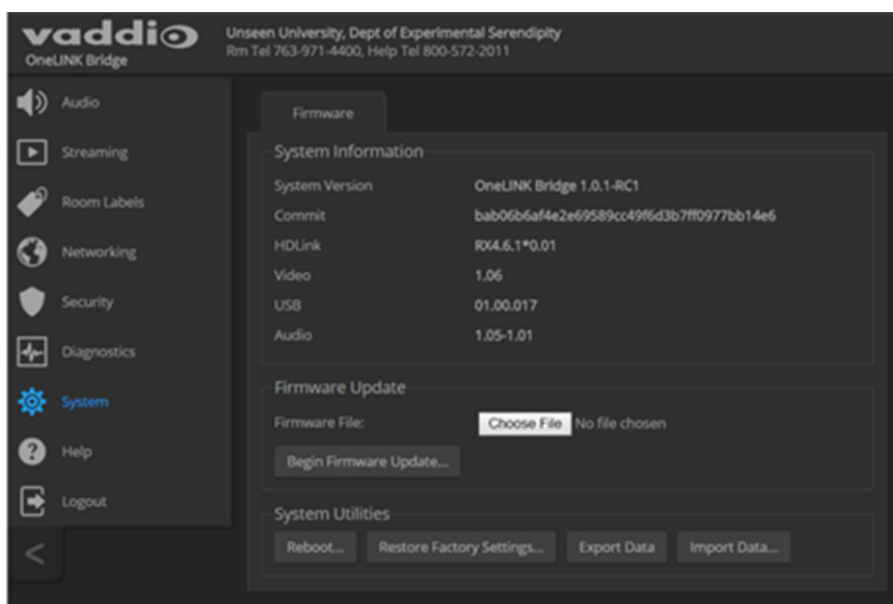 vaddio
OneLINK Bridge
Unseen University, Dept of Experimental Serendipity
Rm Tel 763-971-4400, Help Tel 800-572-2011
Audio
Streaming
Room Labels
Networking
Security
Diagnostics
System
Help
Logout
<
Firmware
System Information
System Version OneLINK Bridge 1.0.1-RC1
Commit bab06b6af4e2e69589cc49f6d3b7ff0977bb14e6
HDLink RX4.6.1*0.01
Video 1.06
USB 01.00.017
Audio 1.05-1.01
Firmware Update
Firmware File: Choose File No file chosen
Begin Firmware Update...
System Utilities
Reboot... Restore Factory Settings... Export Data Import Data...